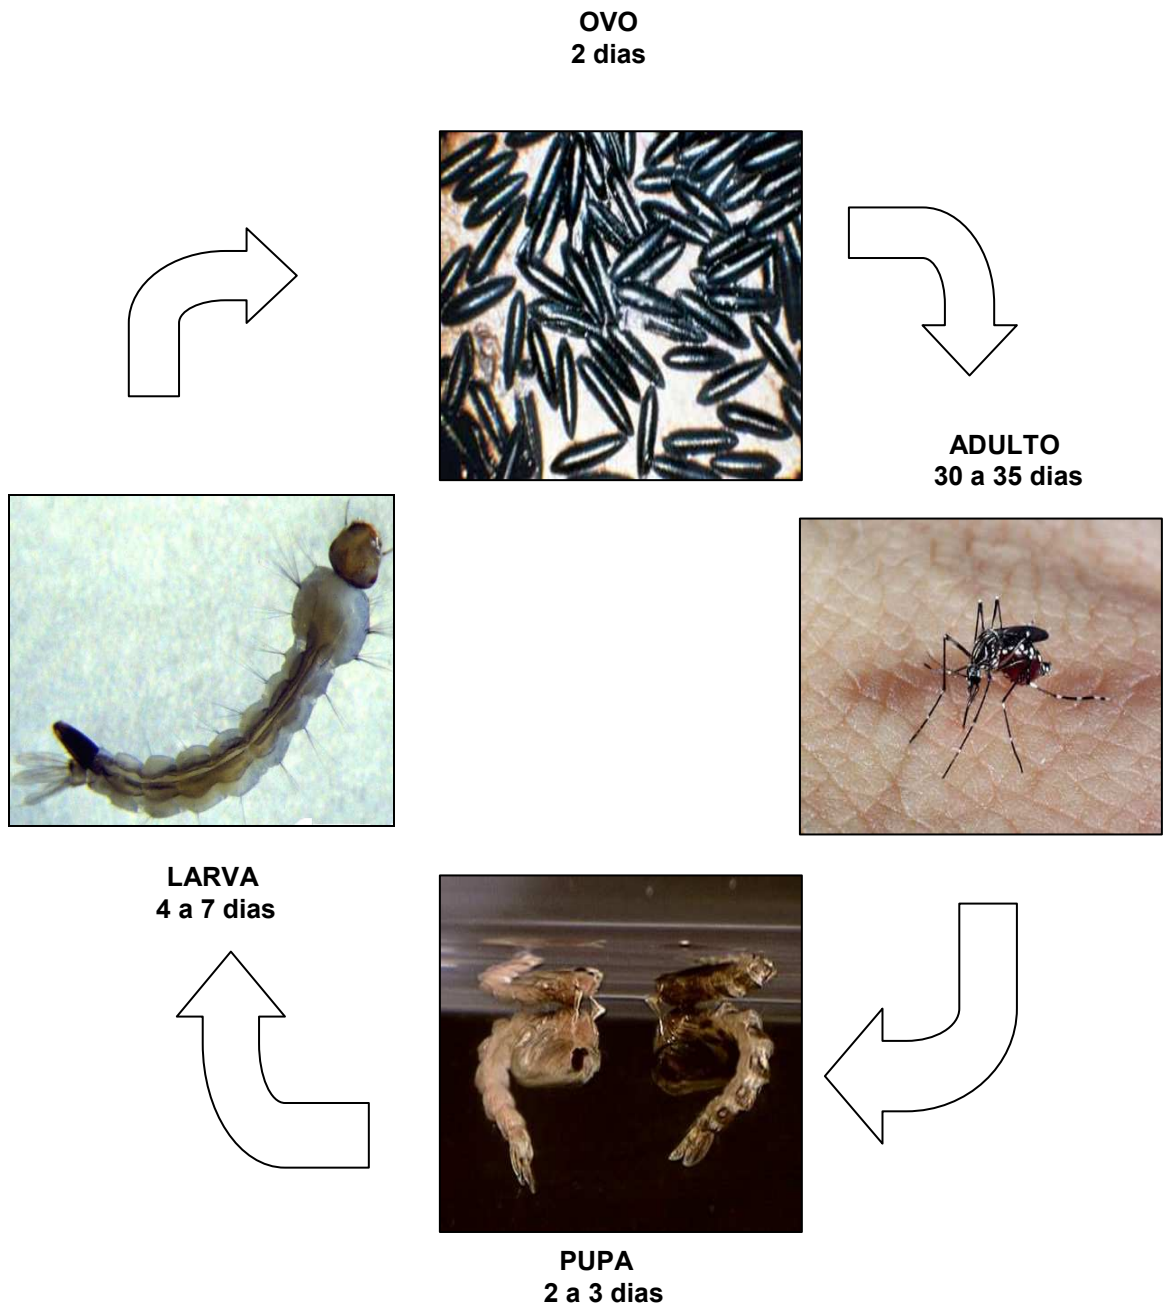 OVO
2 dias
ADULTO
30 a 35 dias
LARVA
4 a 7 dias
PUPA
2 a 3 dias